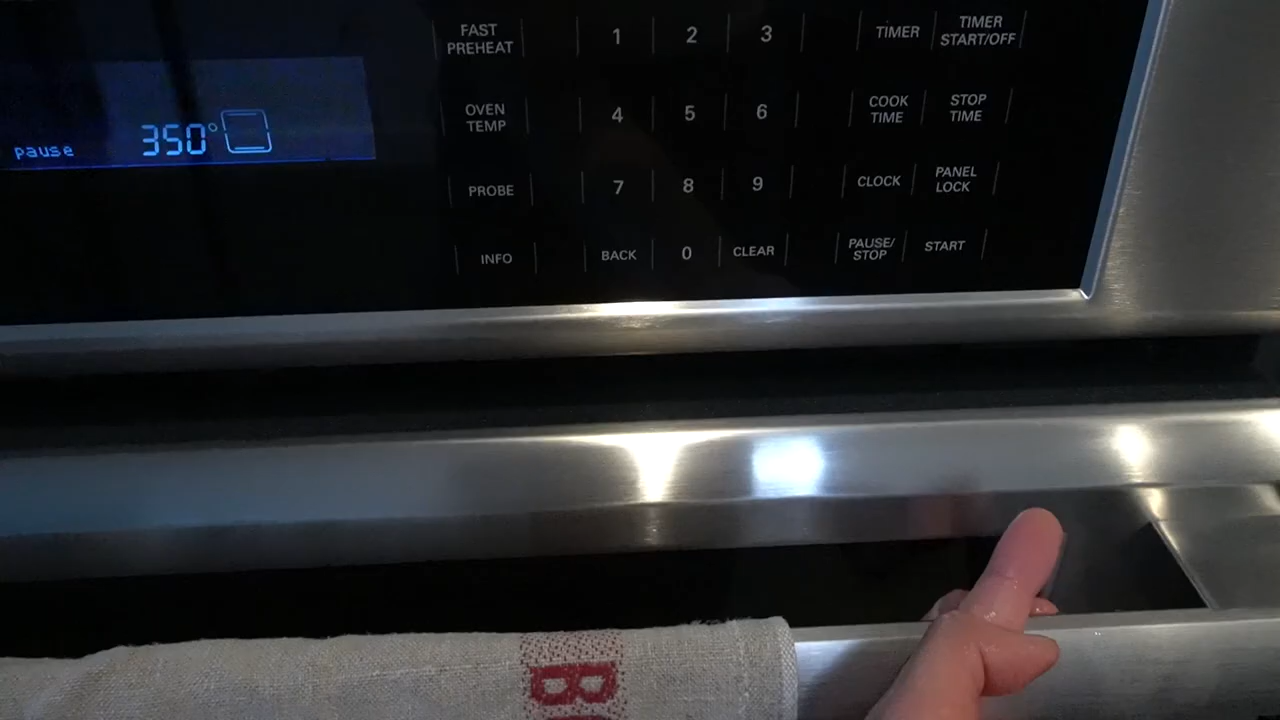 FAST
PREHEAT
1
2
3
TIMER
TIMER
START/OFF
pause
350°
OVEN
TEMP
4
5
6
COOK
TIME
STOP
TIME
PROBE
7
8
9
CLOCK
PANEL
LOCK
INFO
BACK
0
CLEAR
PAUSE/
STOP
START